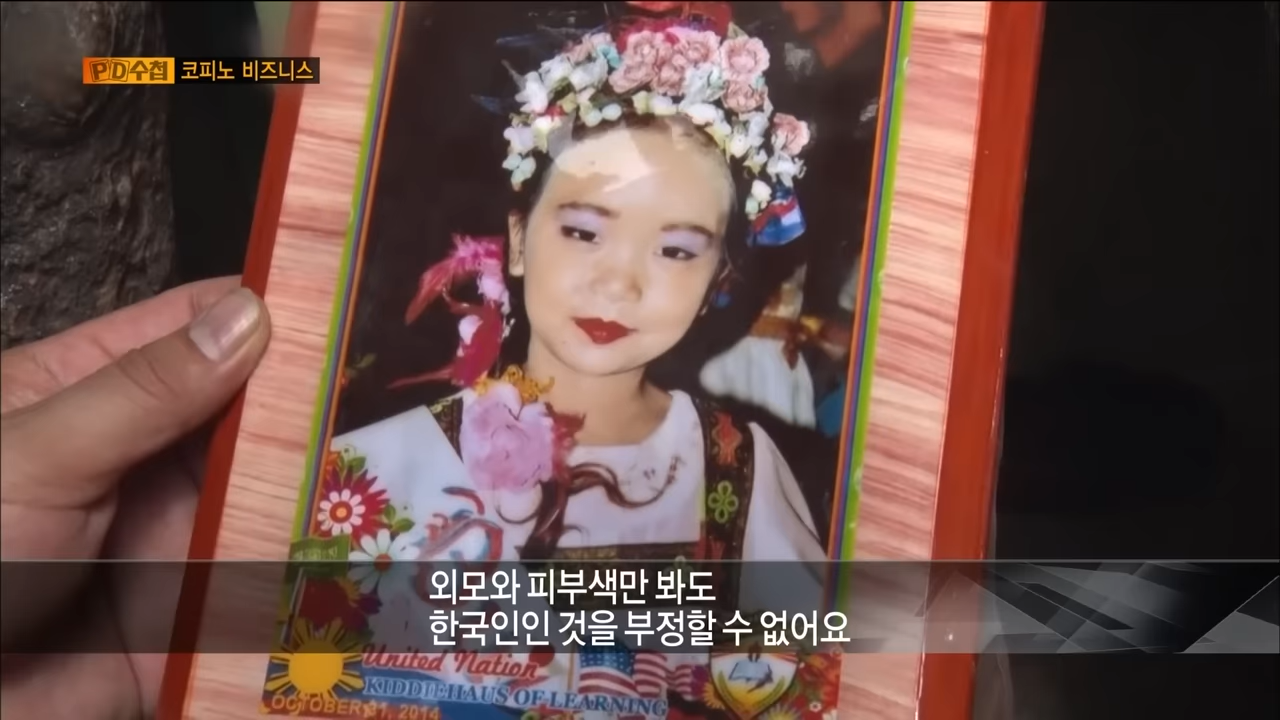 PD수첩 코피노 비즈니스
외모와 피부색만 봐도
한국인인 것을 부정할 수 없어요
United Nation
KIDDIE HAUS OF LEARNING
OCTOBER 31, 2014